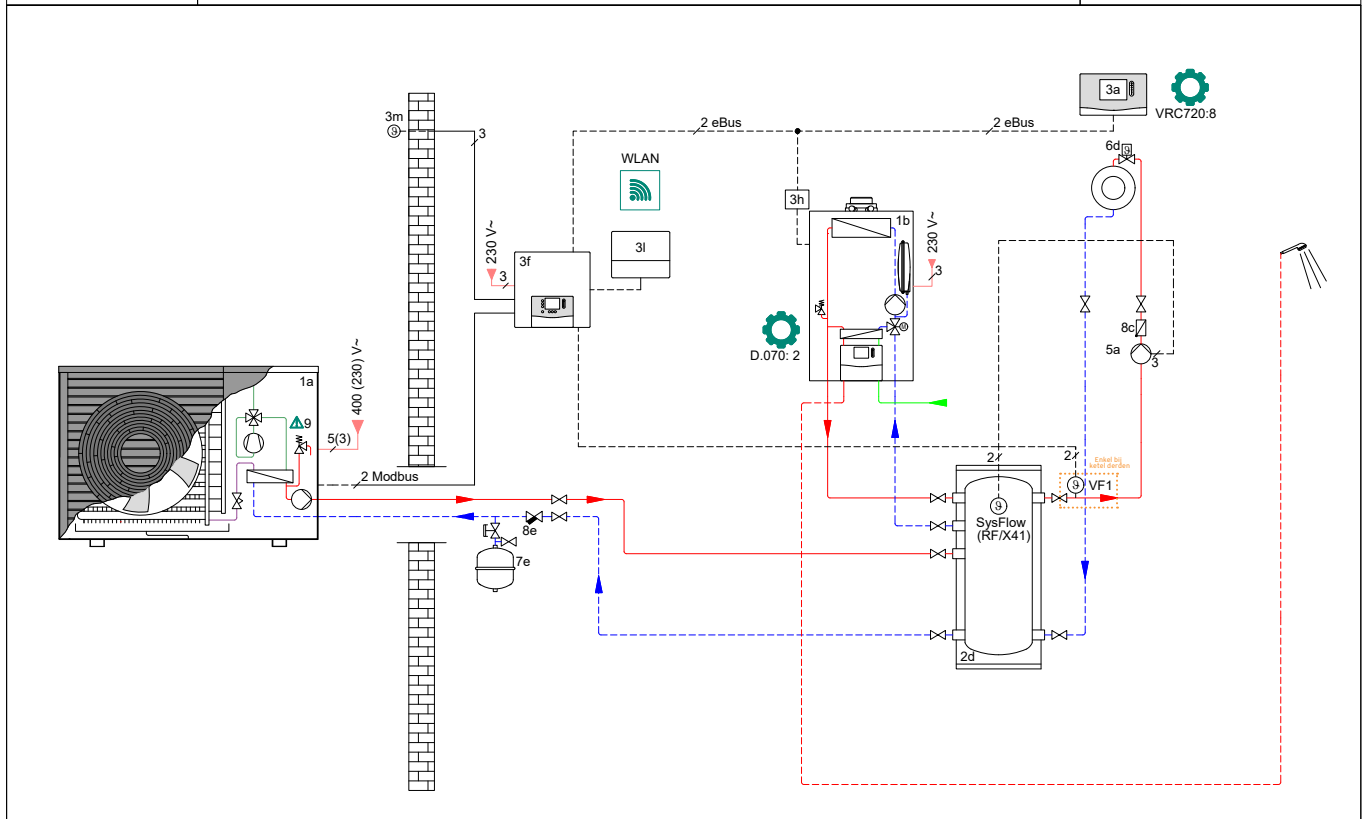 3a
VRC720:8
3m
3
2 eBus
2 eBus
6d
WLAN
3h
1b
230 V~
3
3f
3l
230 V~
3
M
8c
5a
3
D.070: 2
1a
400 (230) V~
9
5(3)
2 Modbus
2
2
Enkel bij
ketel derden
VF1
SysFlow
(RF/X41)
8e
7e
2d